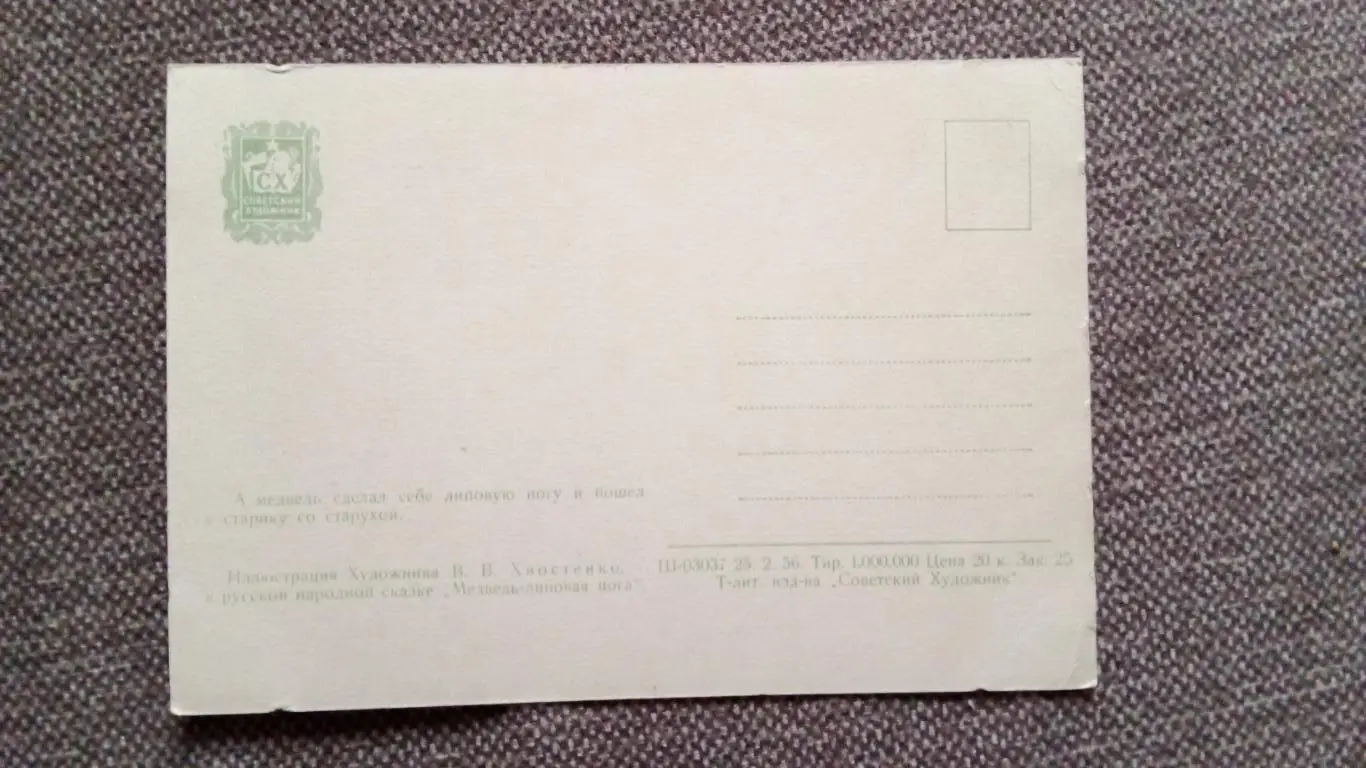 СХ
СОВЕТСКИЙ
ХУДОЖНИК
А медведь сделал себе липовую ногу и пошел
к старику со старухой.
Иллюстрация Художника В. В. Хвостенко,
к русской народной сказке „Медведь-липовая нога"
Ш-03037 25. 2. 56. Тир. 1.000.000 Цена 20 к. Зак. 25
Т-лит. изд-ва „Советский Художник"